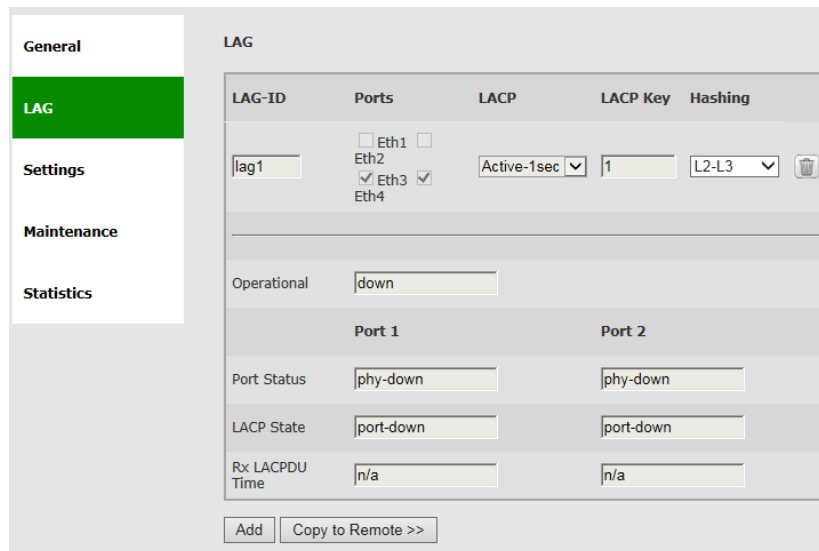 General
LAG
Settings
Maintenance
Statistics
LAG
LAG-ID Ports LACP LACP Key Hashing
lag1
Eth1
Eth2
Eth3
Eth4
Active-1sec
1
L2-L3
Operational down
Port 1 Port 2
Port Status phy-down phy-down
LACP State port-down port-down
Rx LACPDU
Time
n/a n/a
Add Copy to Remote >>